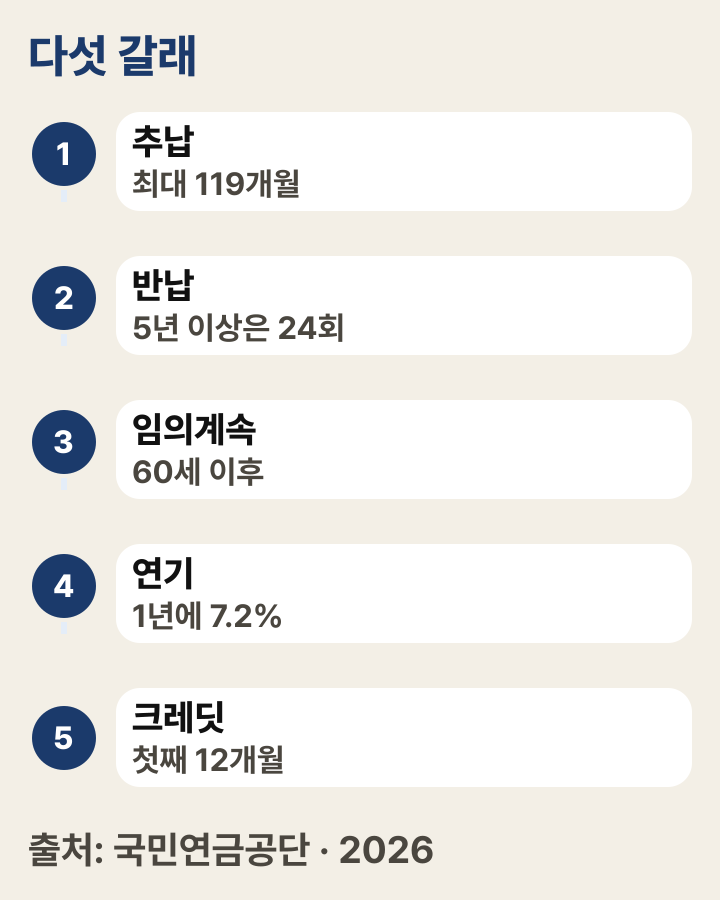 다섯 갈래
1
추납
최대 119개월
2
반납
5년 이상은 24회
3
임의계속
60세 이후
4
연기
1년에 7.2%
5
크레딧
첫째 12개월
출처: 국민연금공단 · 2026